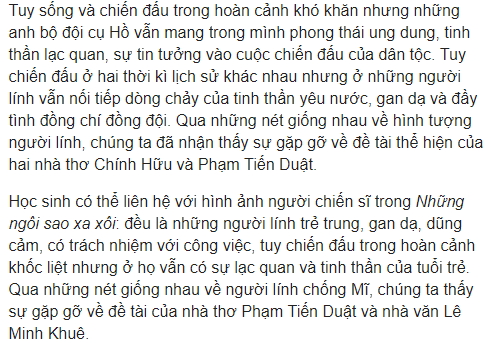 Tuy sống và chiến đấu trong hoàn cảnh khó khăn nhưng những
anh bộ đội cụ Hồ vẫn mang trong mình phong thái ung dung, tinh
thần lạc quan, sự tin tưởng vào cuộc chiến đấu của dân tộc. Tuy
chiến đấu ở hai thời kì lịch sử khác nhau nhưng ở những người
lính vẫn nối tiếp dòng chảy của tinh thần yêu nước, gan dạ và đầy
tình đồng chí đồng đội. Qua những nét giống nhau về hình tượng
người lính, chúng ta đã nhận thấy sự gặp gỡ về đề tài thể hiện của
hai nhà thơ Chính Hữu và Phạm Tiến Duật.
Học sinh có thể liên hệ với hình ảnh người chiến sĩ trong Những
ngôi sao xa xôi: đều là những người lính trẻ trung, gan dạ, dũng
cảm, có trách nhiệm với công việc, tuy chiến đấu trong hoàn cảnh
khốc liệt nhưng ở họ vẫn có sự lạc quan và tinh thần của tuổi trẻ.
Qua những nét giống nhau về người lính chống Mĩ, chúng ta thấy
sự gặp gỡ về đề tài của nhà thơ Phạm Tiến Duật và nhà văn Lê
Minh Khuê.